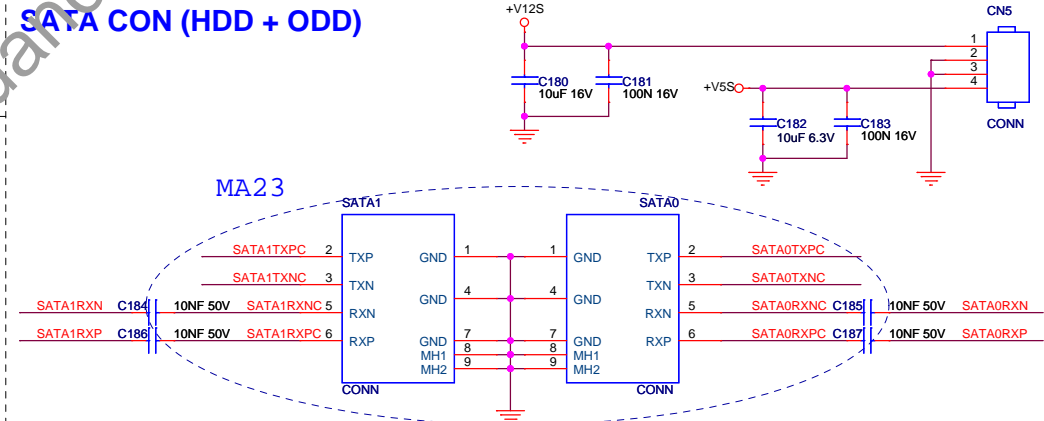 SATA CON (HDD + ODD)
+V12S
CN5
1
2
3
4
CONN
C180
10uF 16V
C181
100N 16V
+V5S
C182
10uF 6.3V
C183
100N 16V
MA23
SATA1
SATA0
SATA1TXPC 2 TXP GND 1 1 GND TXP 2 SATA0TXPC
SATA1TXNC 3 TXN TXN 3 SATA0TXNC
GND 4 4 GND
SATA1RXN C184 10NF 50V SATA1RXNC 5 RXN RXN 5 SATA0RXNC C185 10NF 50V SATA0RXN
SATA1RXP C186 10NF 50V SATA1RXPC 6 RXP GND 7 7 GND RXP 6 SATA0RXPC C187 10NF 50V SATA0RXP
MH1 8 8 MH1
MH2 9 9 MH2
CONN
CONN